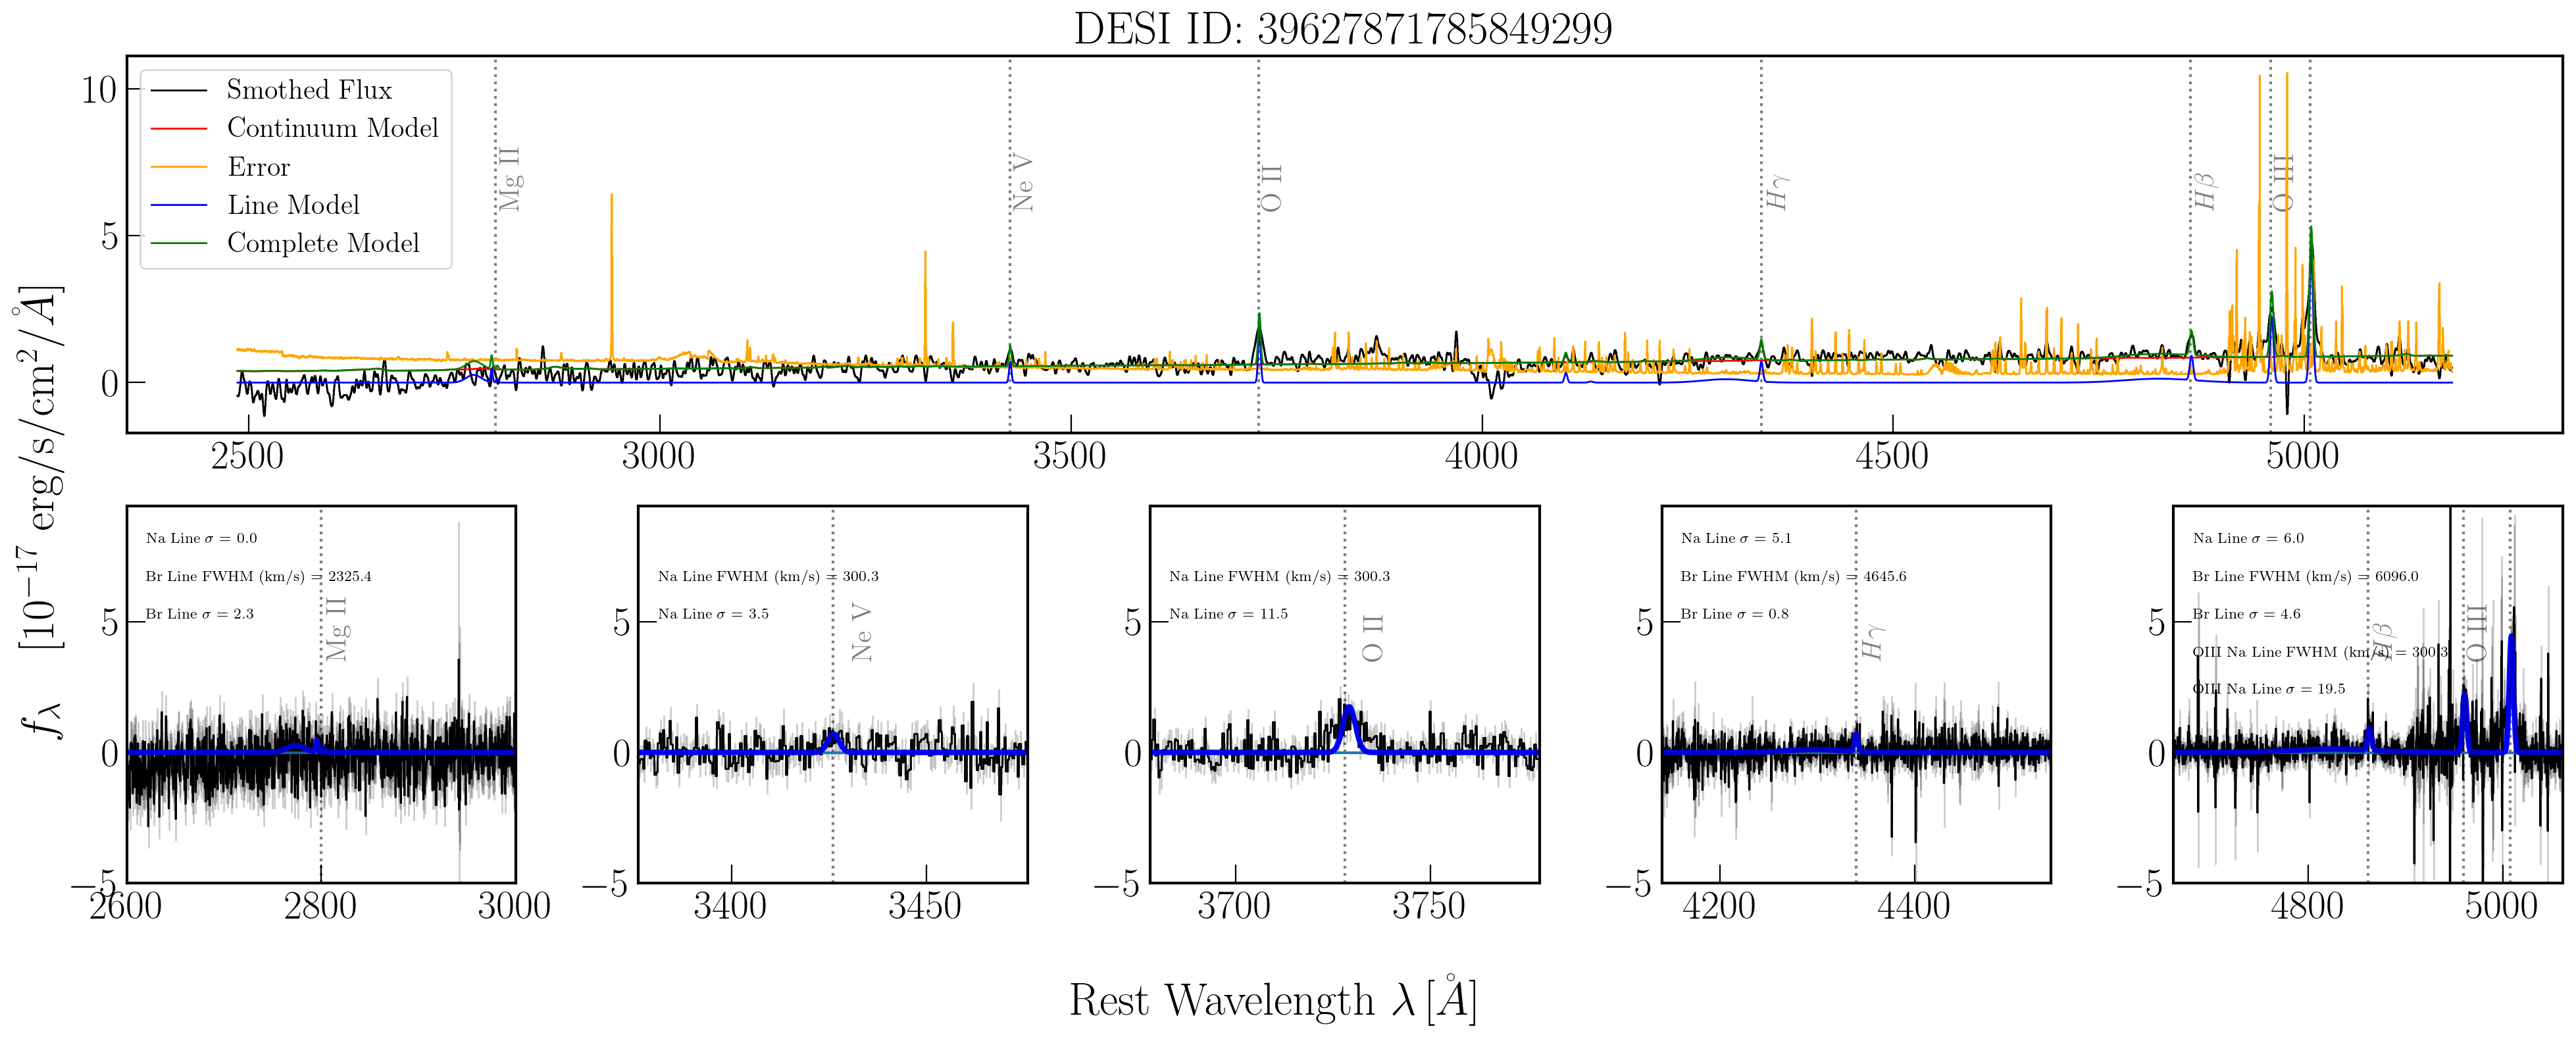 DESI ID: 39627871785849299
Smothed Flux
Continuum Model
Error
Line Model
Complete Model
Mg II
Ne V
O II
Hγ
Hβ
O III
10
5
0
2500 3000 3500 4000 4500 5000
f_λ [10^{-17} erg/s/cm^2/Å]
Na Line σ = 0.0
Br Line FWHM (km/s) = 2325.4
Br Line σ = 2.3
Mg II
5
0
−5
2600 2800 3000
Na Line FWHM (km/s) = 300.3
Na Line σ = 3.5
Ne V
5
0
−5
3400 3450
Na Line FWHM (km/s) = 300.3
Na Line σ = 11.5
O II
5
0
−5
3700 3750
Na Line σ = 5.1
Br Line FWHM (km/s) = 4645.6
Br Line σ = 0.8
Hγ
5
0
−5
4200 4400
Na Line σ = 6.0
Br Line FWHM (km/s) = 6096.0
Br Line σ = 4.6
OIII Na Line FWHM (km/s) = 300.3
OIII Na Line σ = 19.5
Hβ
O III
5
0
−5
4800 5000
Rest Wavelength λ [Å]